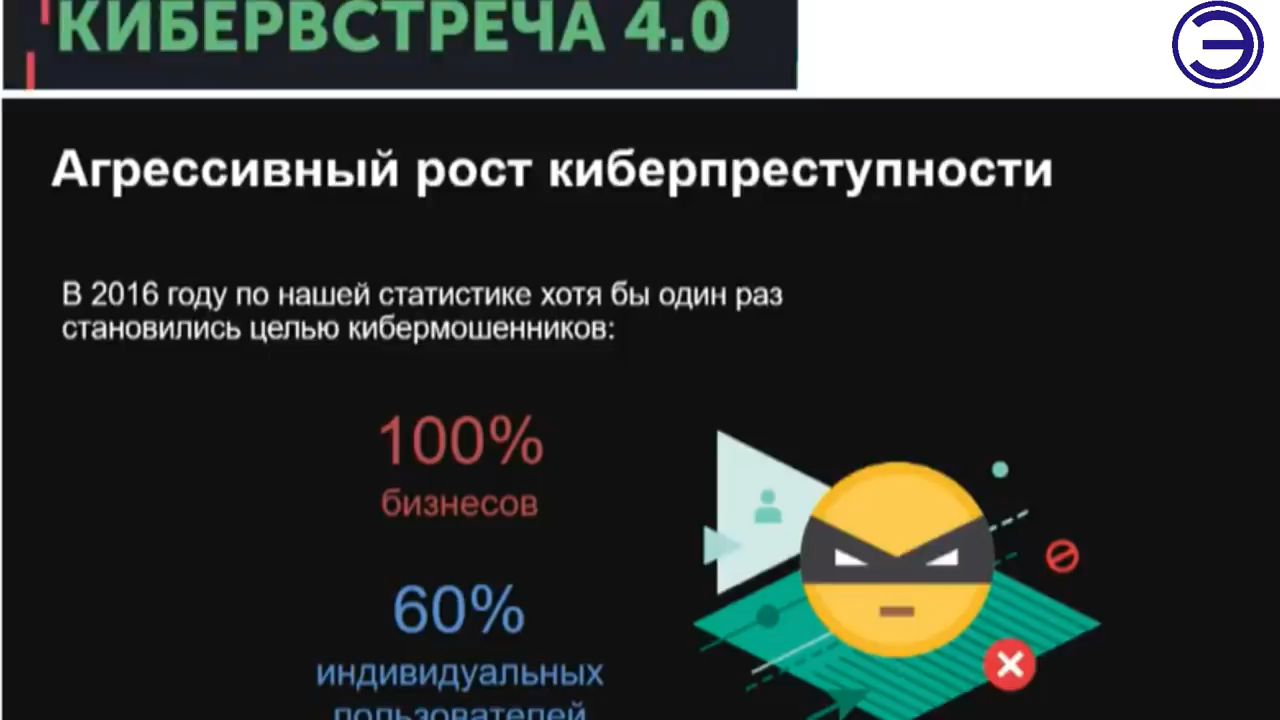 КИБЕРВСТРЕЧА 4.0
Э
Агрессивный рост киберпреступности
В 2016 году по нашей статистике хотя бы один раз
становились целью кибермошенников:
100%
бизнесов
60%
индивидуальных
пользователей